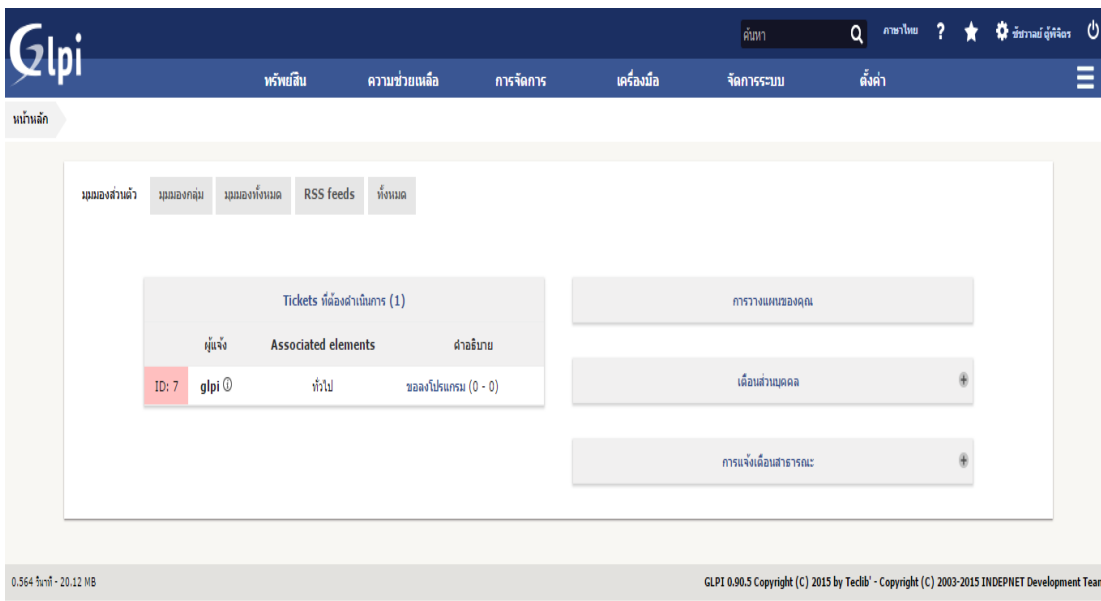 Glpi
ค้นหา
ภาษาไทย ?
ทรัพย์สิน ความช่วยเหลือ การจัดการ เครื่องมือ จัดการระบบ ตั้งค่า
หน้าหลัก
มุมมองส่วนตัว มุมมองกลุ่ม มุมมองทั้งหมด RSS feeds ทั้งหมด
Tickets ที่ต้องดำเนินการ (1)
ผู้แจ้ง Associated elements คำอธิบาย
ID: 7 glpi ทั่วไป ขอลงโปรแกรม (0 - 0)
การวางแผนของคุณ
เตือนส่วนบุคคล
การแจ้งเตือนสาธารณะ
0.564 วินาที - 20.12 MB
GLPI 0.90.5 Copyright (C) 2015 by Teclib' - Copyright (C) 2003-2015 INDEPNET Development Team